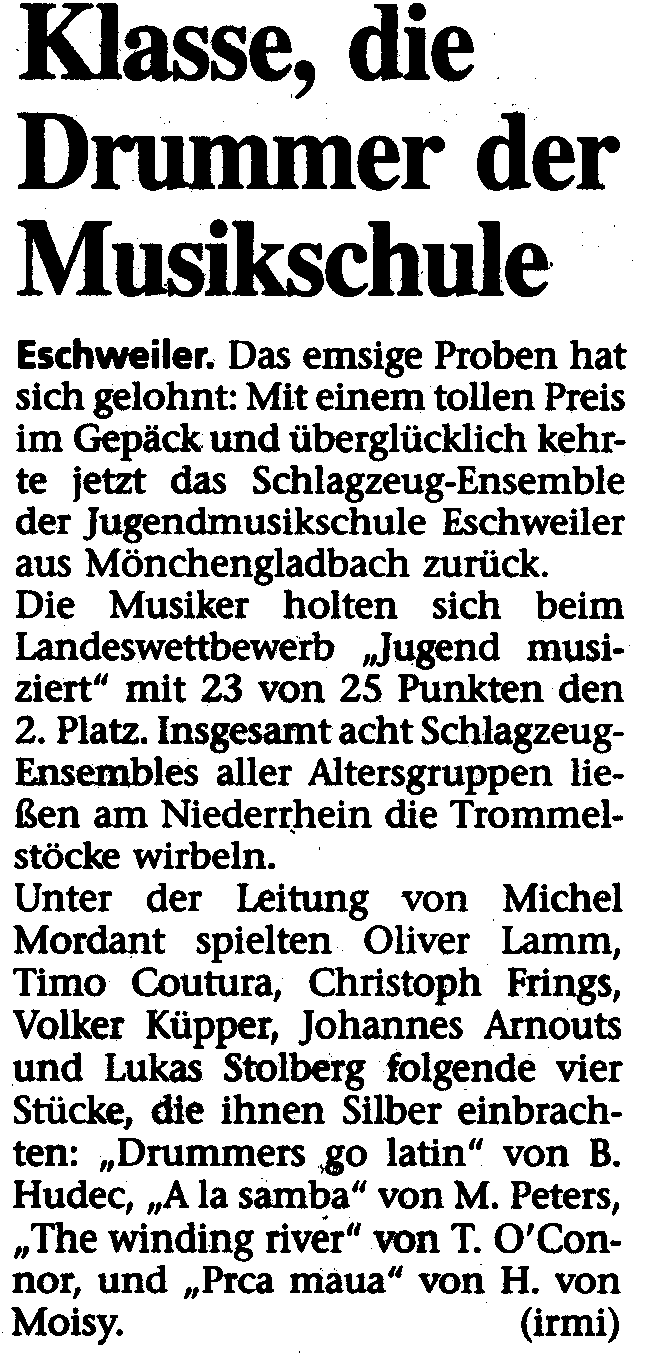 Klasse, die
Drummer der
Musikschule
Eschweiler. Das emsige Proben hat
sich gelohnt: Mit einem tollen Preis
im Gepäck und überglücklich kehr-
te jetzt das Schlagzeug-Ensemble
der Jugendmusikschule Eschweiler
aus Mönchengladbach zurück.
Die Musiker holten sich beim
Landeswettbewerb „Jugend musi-
ziert“ mit 23 von 25 Punkten den
2. Platz. Insgesamt acht Schlagzeug-
Ensembles aller Altersgruppen lie-
ßen am Niederrhein die Trommel-
stöcke wirbeln.
Unter der Leitung von Michel
Mordant spielten Oliver Lamm,
Timo Coutura, Christoph Frings,
Volker Küpper, Johannes Arnouts
und Lukas Stolberg folgende vier
Stücke, die ihnen Silber einbrach-
ten: „Drummers go latin“ von B.
Hudec, „A la samba“ von M. Peters,
„The winding river“ von T. O'Con-
nor, und „Prca maua“ von H. von
Moisy. (irmi)